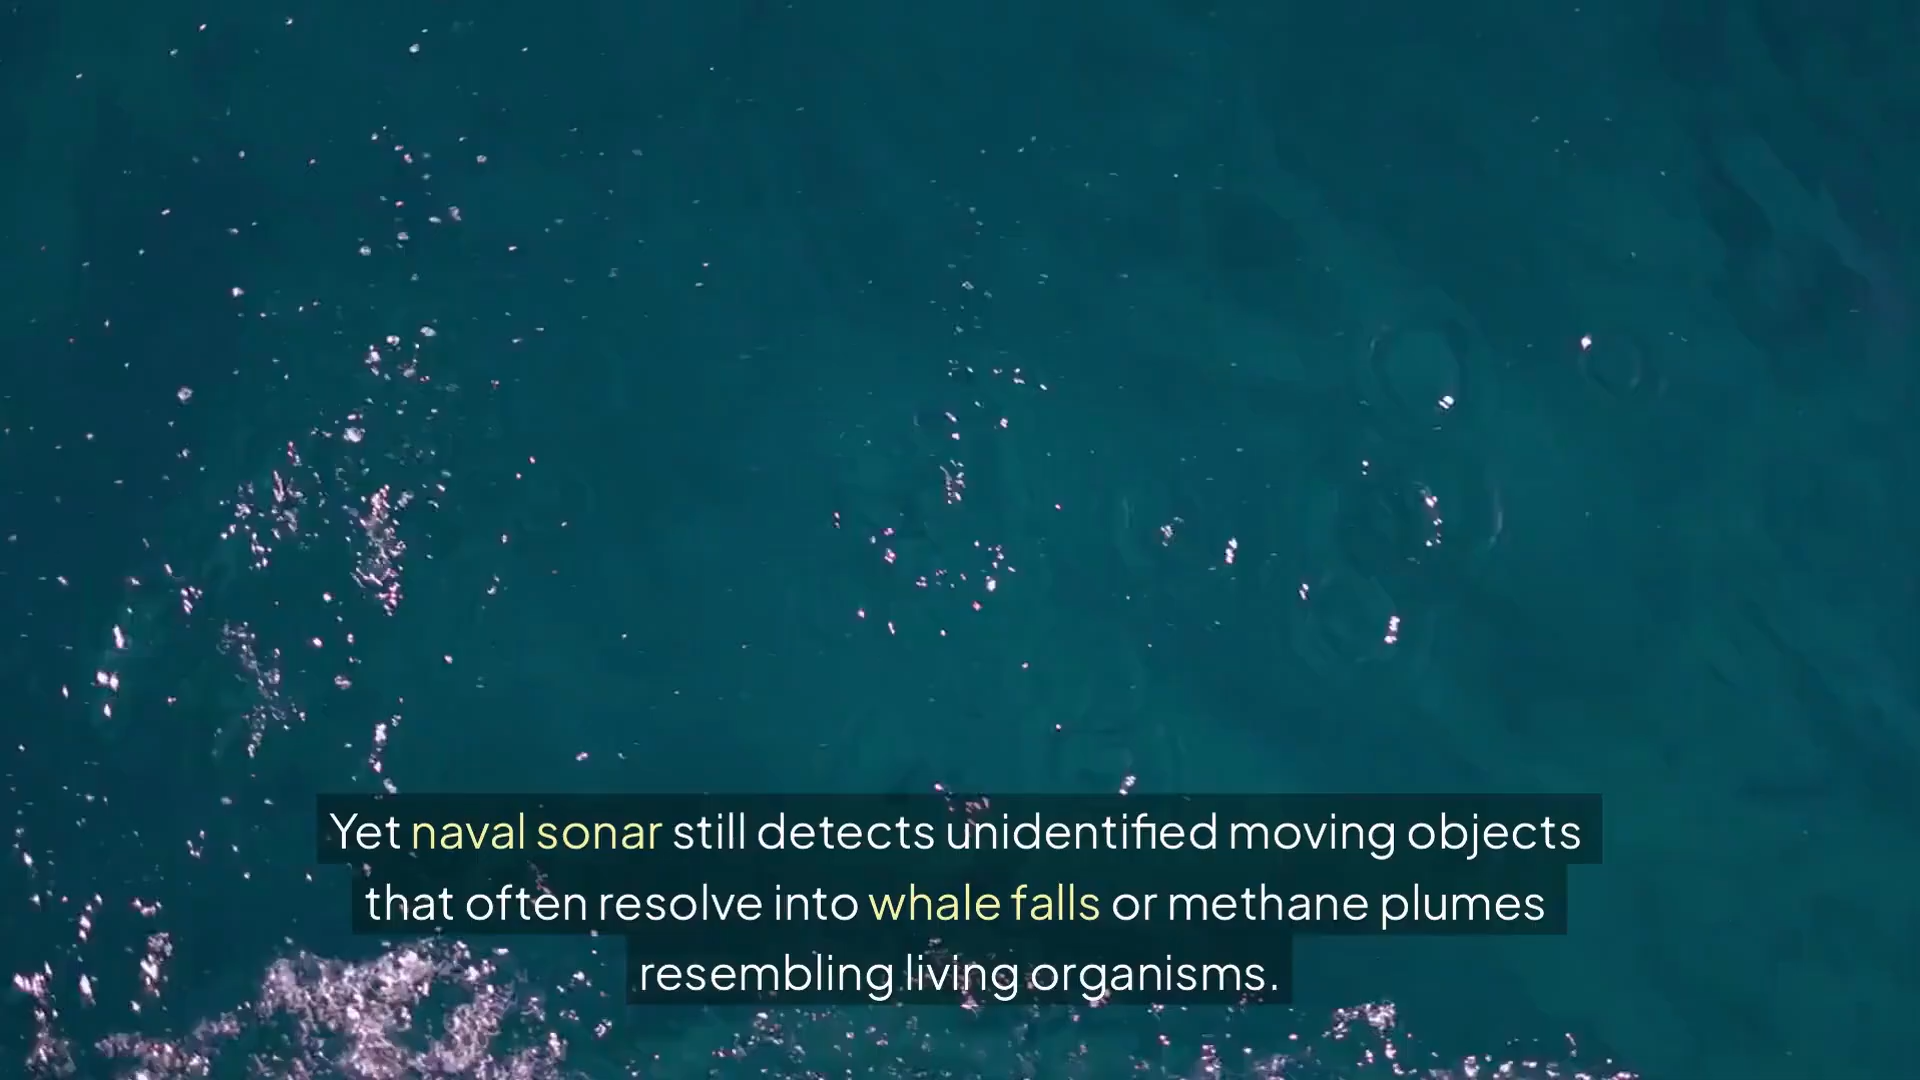 Yet naval sonar still detects unidentified moving objects
that often resolve into whale falls or methane plumes
resembling living organisms.